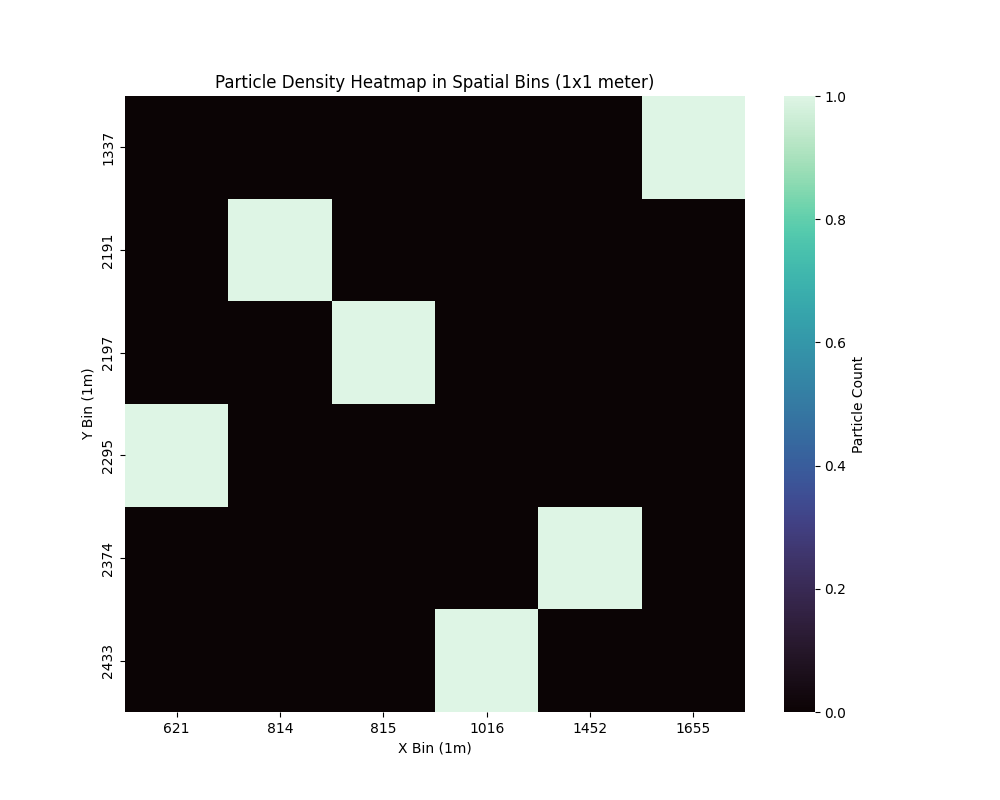 Particle Density Heatmap in Spatial Bins (1x1 meter)
Y Bin (1m)
1337
2191
2197
2295
2374
2433
621 814 815 1016 1452 1655
X Bin (1m)
1.0
0.8
0.6
0.4
0.2
0.0
Particle Count